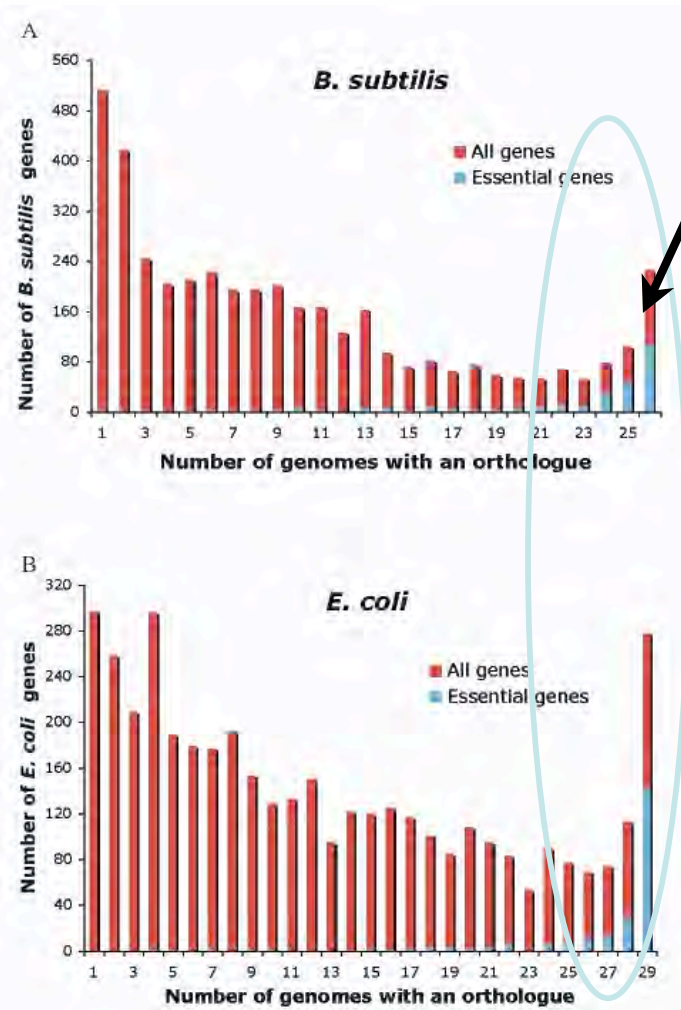 A
B. subtilis
560
480
400
320
240
160
80
0
Number of B. subtilis genes
All genes
Essential genes
1 3 5 7 9 11 13 15 17 19 21 23 25
Number of genomes with an orthologue
B
E. coli
320
280
240
200
160
120
80
40
0
Number of E. coli genes
All genes
Essential genes
1 3 5 7 9 11 13 15 17 19 21 23 25 27 29
Number of genomes with an orthologue